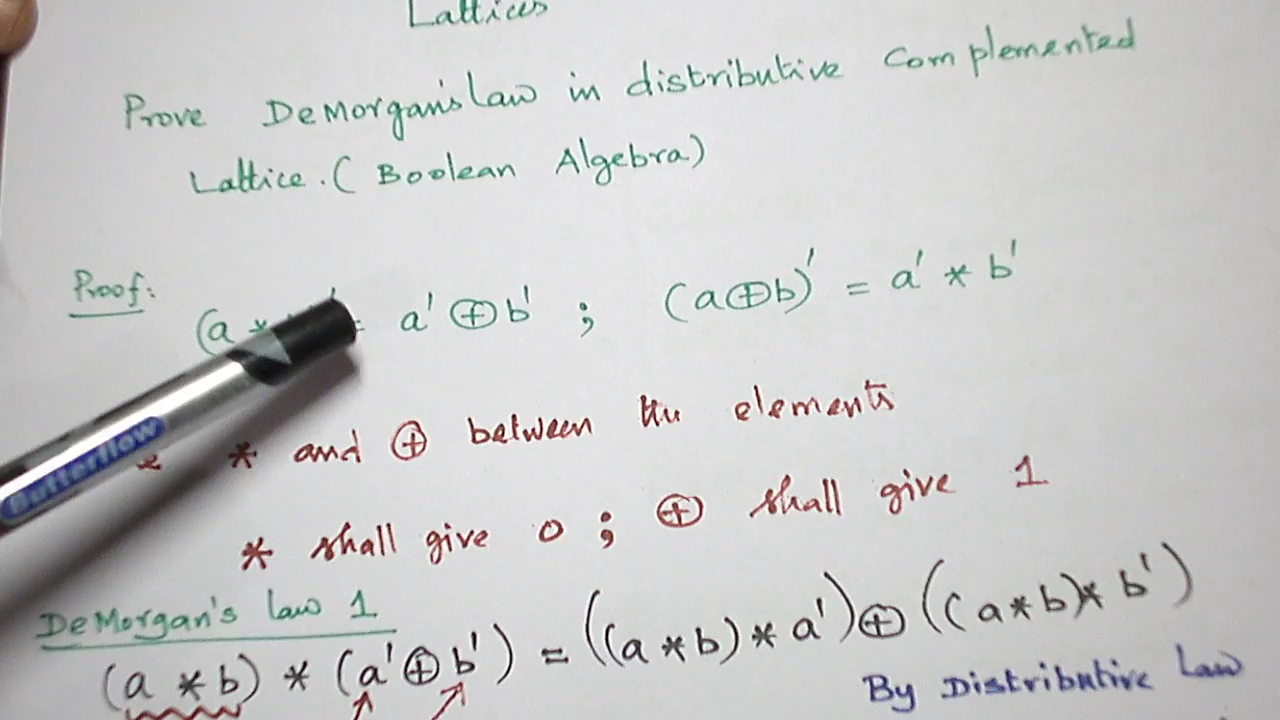 Lattices
Prove DeMorgan's law in distributive complemented
Lattice. ( Boolean Algebra)
Proof:
(a * ' = a' ⊕ b' ; (a ⊕ b)' = a' * b'
* and ⊕ between the elements
* shall give 0 ; ⊕ shall give 1
DeMorgan's law 1
(a * b) * (a' ⊕ b') = ((a * b) * a') ⊕ ((a * b) * b')
By Distributive Law
Butterflow